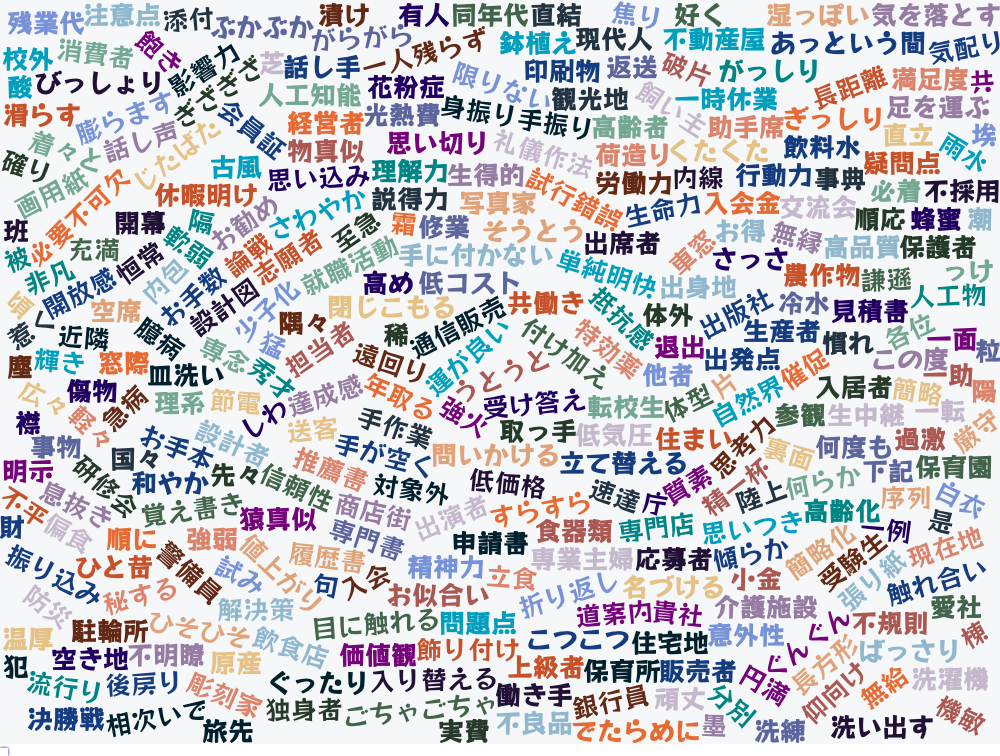 残業代 注意点 添付 ぶかぶか 漬け 有人 同年代 直結 焦り 好く 湿っぽい 気を落とす
校外 消費者 飽き 影響力 がらがら 一人残らず 鉢植え 現代人 不動産屋 あっという間 気配り
酸 びっしょり ぎざぎざ 芝 話し手 花粉症 限りない 印刷物 返送 破片 がっしり 長距離 満足度 共
滑らす 膨らます 会員証 人工知能 光熱費 身振り手振り 観光地 飼い主 一時休業 ぎっしり 足を運ぶ
着々 話し声 じたばた 経営者 思い切り 礼儀作法 高齢者 助手席 飲料水 直立 雨水 埃
確り さくさく 古風 物真似 理解力 生得的 荷造り くたくた 行動力 事典 疑問点
画用紙 必要不可欠 休暇明け 思い込み 説得力 写真家 試行錯誤 労働力 内線 必着 不採用
班 開幕 隔 お勧め さわやか 至急 霜 修業 そうとう 生命力 入会金 交流会 順応 蜂蜜 潮
被 充満 恒常 軟弱 論戦 志願者 就職活動 手に付かない 出席者 車窓 お得 無縁 高品質 保護者
非凡 開放感 内包 お手数 設計図 高め 低コスト 単純明快 出身地 さっさ 農作物 謙遜 っけ
項 空席 少子化 閉じこもる 共働き 抵抗感 体外 出版社 冷水 見積書 人工物
惹く 近隣 臆病 専念 猛 隅々 稀 通信販売 付け加え 特効薬 退出 生産者 慣れ 各位 一面 粒
塵 輝き 窓際 皿洗い 秀才 担当者 遠回り 運が良い うとうと 他者 出発点 催促 この度 助
広々 傷物 急病 理系 節電 しわ 達成感 年取る 強火 受け答え 転校生 体型 片 自然界 入居者 簡略 陽
襟 軽々 送客 手作業 取っ手 低気圧 住まい 思考力 参観 生中継 一転 厳守
事物 国々 お手本 設計者 手が空く 問いかける 立て替える 裏面 何度も 過激
明示 研修会 和やか 先々 信頼性 推薦書 対象外 低価格 速達 庁 質素 精一杯 陸上 何らか 下記 保育園
不平 息抜き 覚え書き 猿真似 商店街 出演者 すらすら 高齢化 序列 白衣
財 偏食 順に 強弱 専門書 申請書 食器類 専門店 思いつき 一例 是
振り込み ひと昔 警備員 値上がり 履歴書 精神力 専業主婦 応募者 傾らか 簡略化 受験生 現在地
防災 秘する 試み 句 入会 お似合い 立食 折り返し 名づける 小金 張り紙 触れ合い
温厚 駐輪所 ひそひそ 解決策 目に触れる 問題点 道案内 貴社 介護施設 ぐんぐん 不規則 愛社
犯 空き地 不明瞭 原産 飲食店 価値観 飾り付け こつこつ 住宅地 意外性 ばっさり 棟
流行り 後戻り 彫刻家 ぐったり 入り替える 上級者 保育所 販売者 円満 長方形 仰向け 無給 洗濯機
決勝戦 相次いで 旅先 独身者 ごちゃごちゃ 働き手 銀行員 頑丈 分別 機敏
実費 不良品 でたらめに 墨 洗練 洗い出す